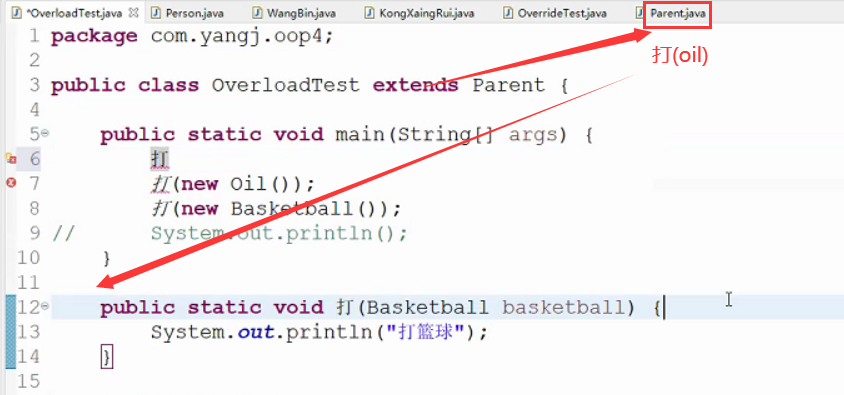 *OverloadTest.java Person.java WangBin.java KongXaingRui.java OverrideTest.java Parent.java
1 package com.yangj.oop4;
打(oil)
2
3 public class OverloadTest extends Parent {
4
5 public static void main(String[] args) {
6 打
7 打(new Oil());
8 打(new Basketball());
9 // System.out.println();
10 }
11
12 public static void 打(Basketball basketball) {
13 System.out.println("打篮球");
14 }
15